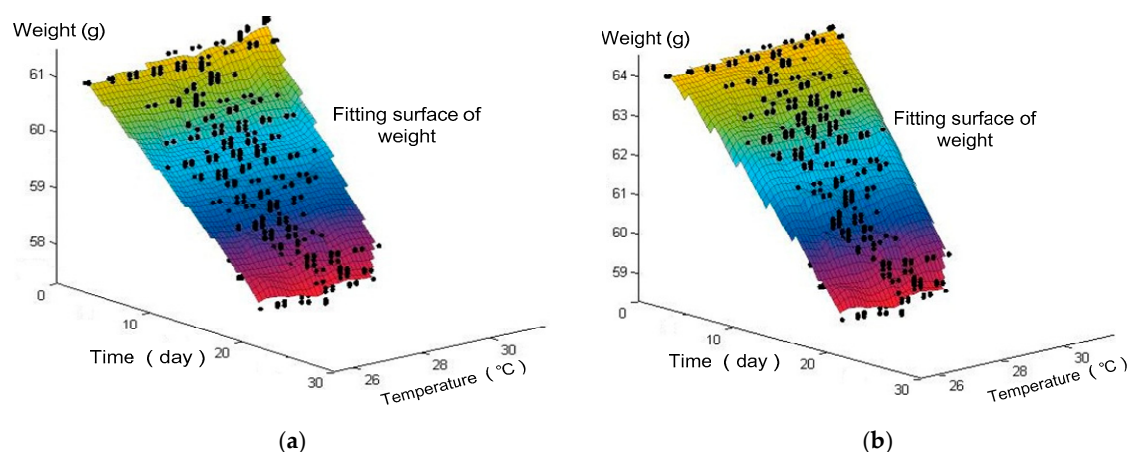 Weight (g)
61
60
59
58
0
10
20
30
Time ( day )
26
28
30
Temperature ( °C )
Fitting surface of
weight
(a)
Weight (g)
64
63
62
61
60
59
0
10
20
30
Time ( day )
26
28
30
Temperature ( °C )
Fitting surface of
weight
(b)